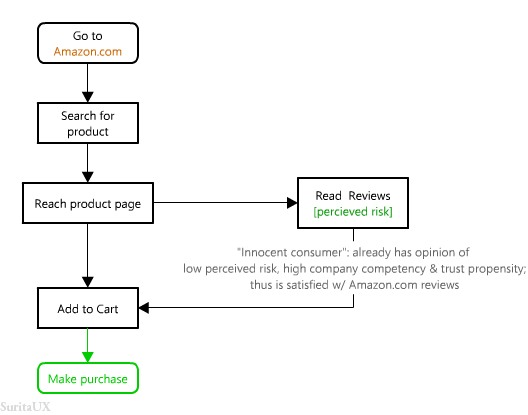 Go to
Amazon.com
Search for
product
Reach product page
Read Reviews
[percieved risk]
"Innocent consumer": already has opinion of
low perceived risk, high company competency & trust propensity;
thus is satisfied w/ Amazon.com reviews
Add to Cart
Make purchase
SuritaUX